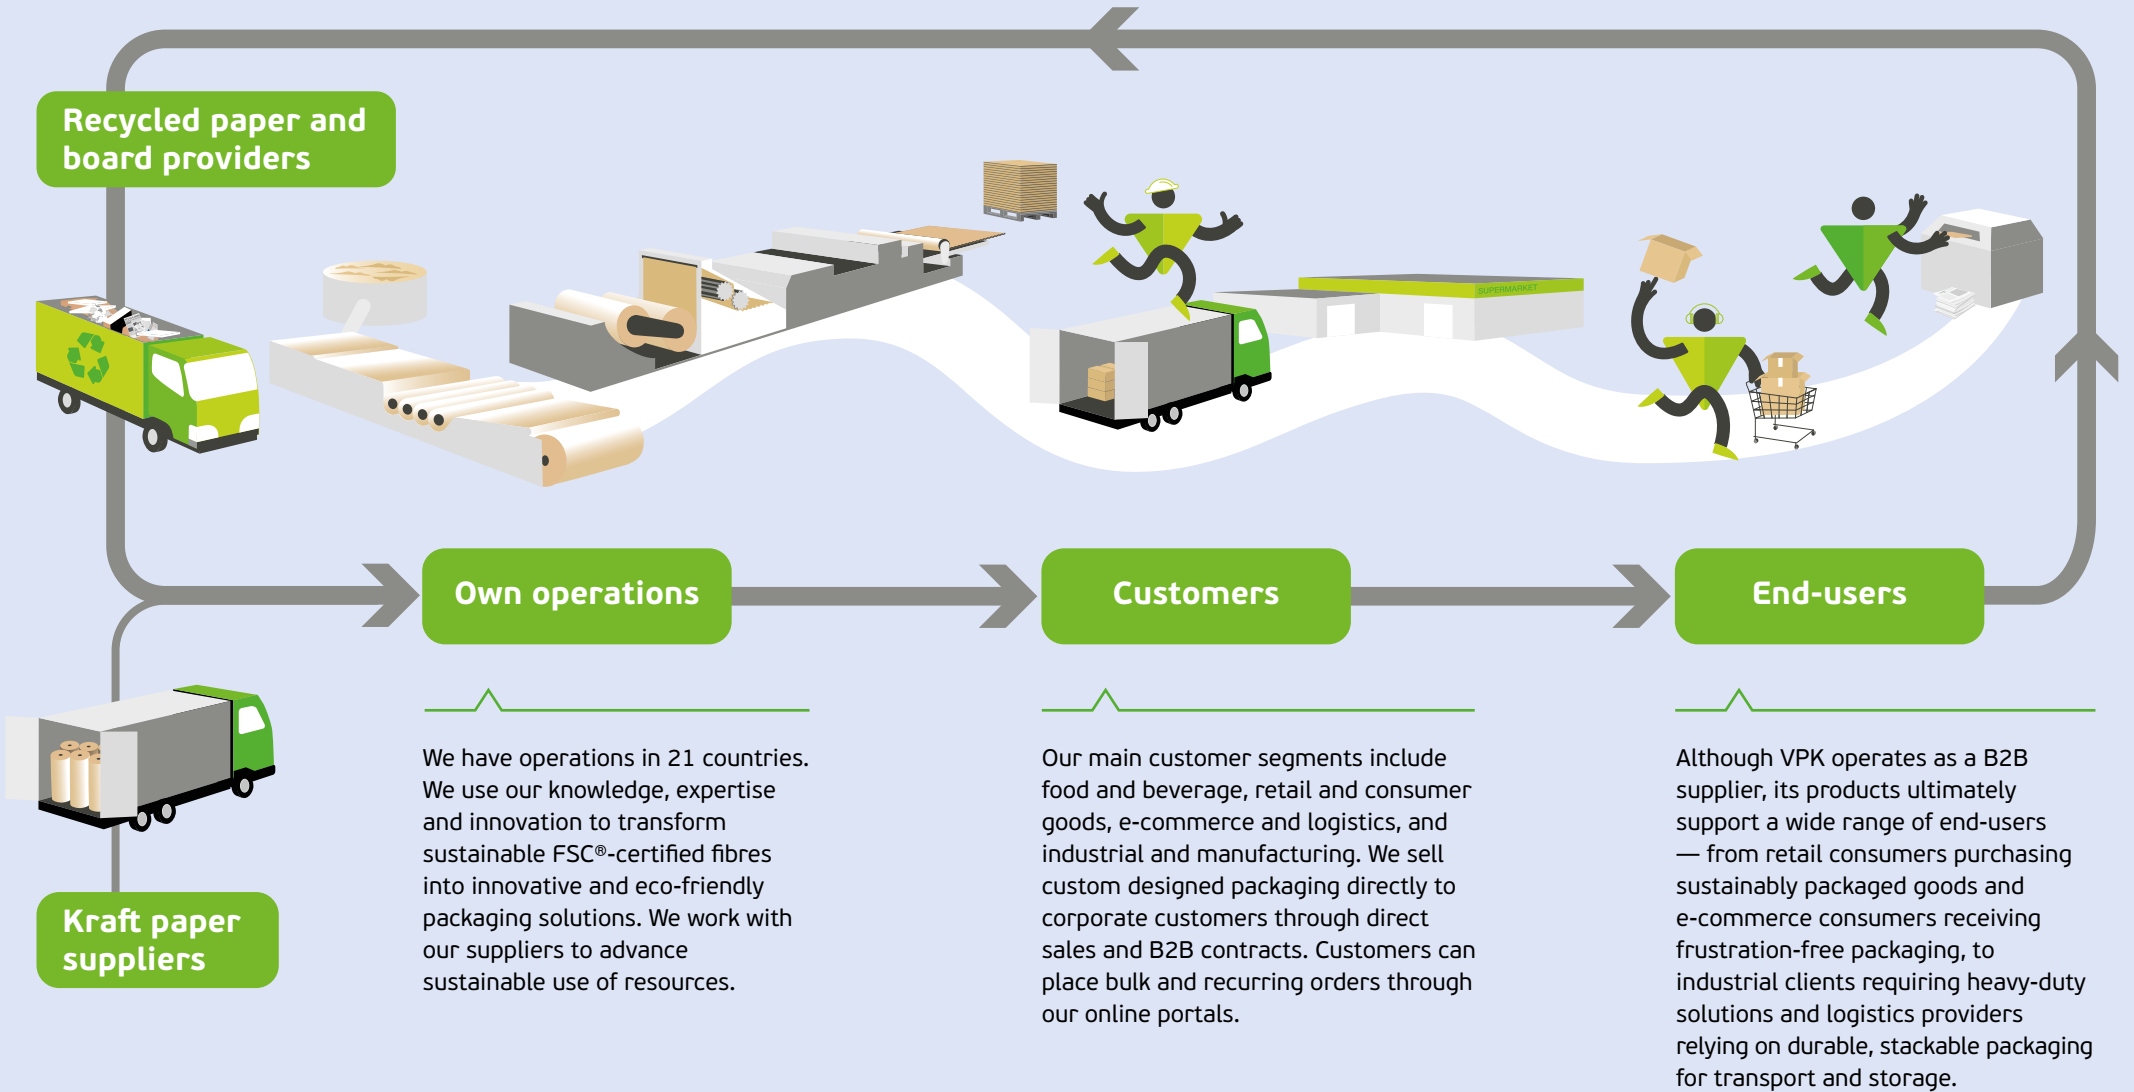 Recycled paper and
board providers
SUPERMARKET
Own operations
Customers
End-users
We have operations in 21 countries.
We use our knowledge, expertise
and innovation to transform
sustainable FSC®-certified fibres
into innovative and eco-friendly
packaging solutions. We work with
our suppliers to advance
sustainable use of resources.
Our main customer segments include
food and beverage, retail and consumer
goods, e-commerce and logistics, and
industrial and manufacturing. We sell
custom designed packaging directly to
corporate customers through direct
sales and B2B contracts. Customers can
place bulk and recurring orders through
our online portals.
Although VPK operates as a B2B
supplier, its products ultimately
support a wide range of end-users
— from retail consumers purchasing
sustainably packaged goods and
e-commerce consumers receiving
frustration-free packaging, to
industrial clients requiring heavy-duty
solutions and logistics providers
relying on durable, stackable packaging
for transport and storage.
Kraft paper
suppliers